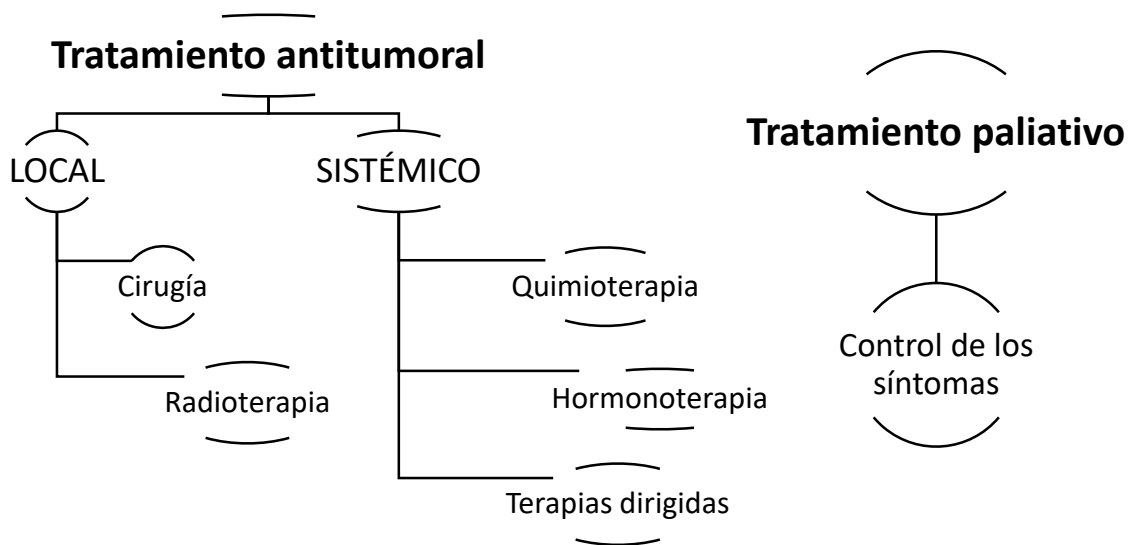 Tratamiento antitumoral
LOCAL
Cirugía
Radioterapia
SISTÉMICO
Quimioterapia
Hormonoterapia
Terapias dirigidas
Tratamiento paliativo
Control de los
síntomas